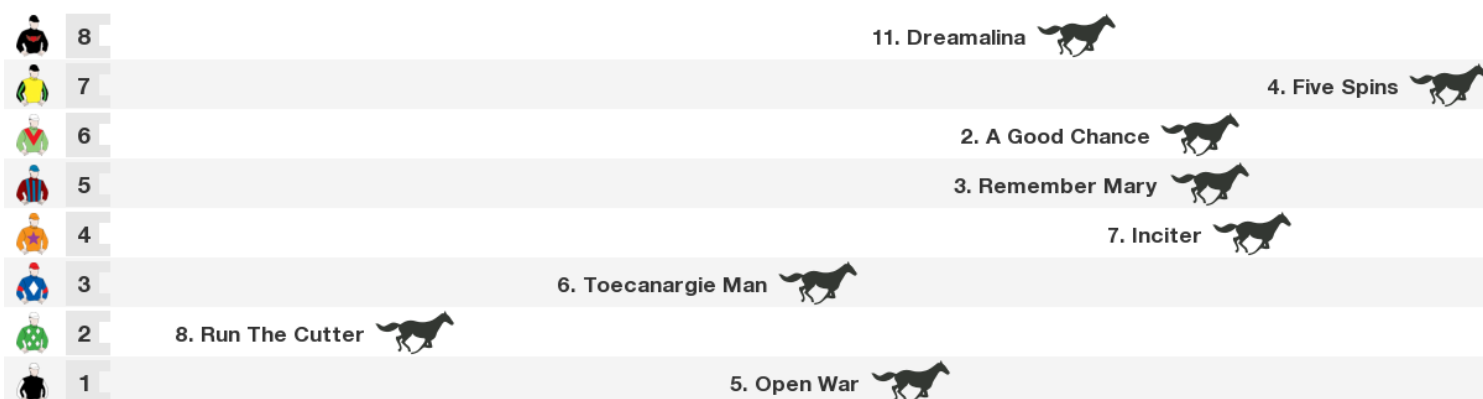 8 11. Dreamalina
7 4. Five Spins
6 2. A Good Chance
5 3. Remember Mary
4 7. Inciter
3 6. Toecanargie Man
2 8. Run The Cutter
1 5. Open War